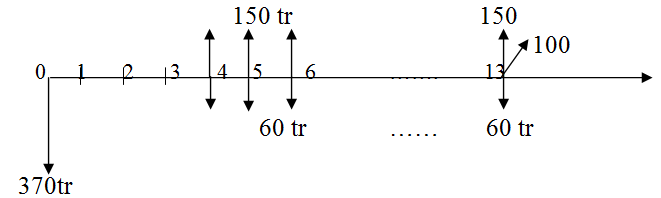 150 tr 150
100
0 1 2 3 4 5 6 ........ 13
60 tr ...... 60 tr
370tr